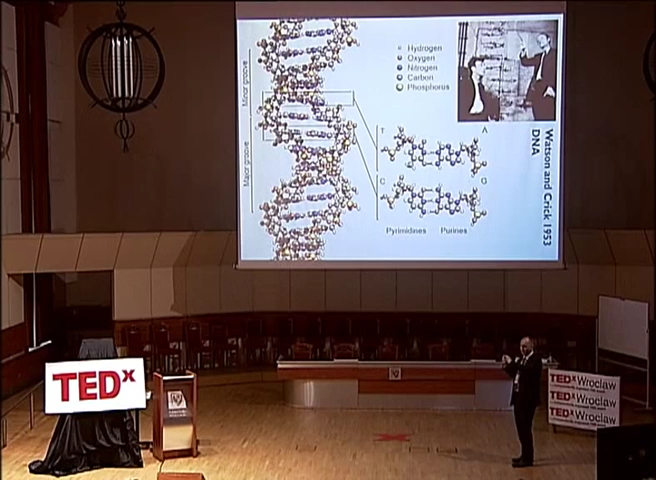 Hydrogen
Oxygen
Nitrogen
Carbon
Phosphorus
Minor groove
Major groove
T
A
C
G
Pyrimidines
Purines
Watson and Crick 1953
DNA
TEDx
TEDxWroclaw
TEDxWroclaw
TEDxWroclaw